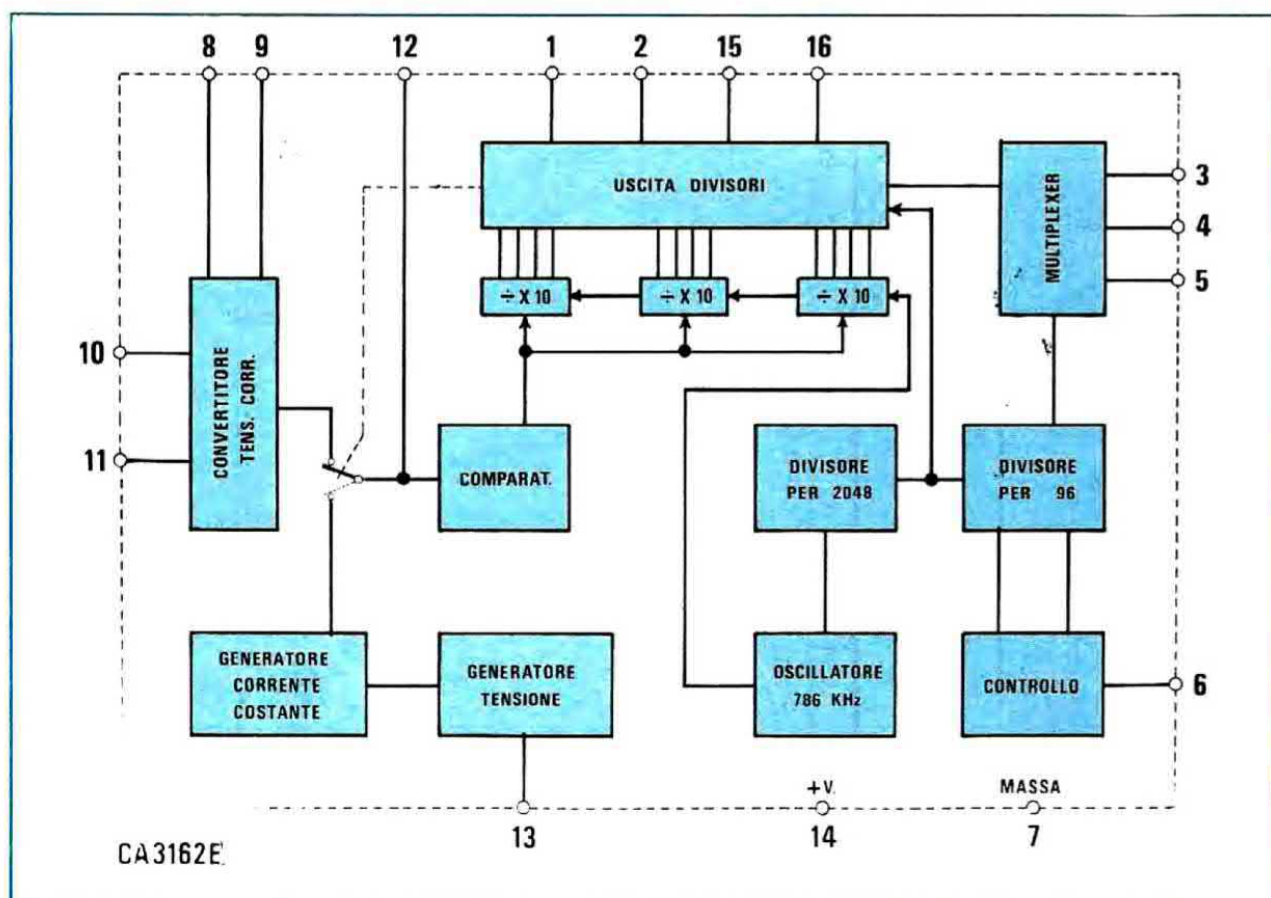 8 9 12 1 2 15 16
USCITA DIVISORI
MULTIPLEXER
3
4
5
÷ X 10 ÷ X 10 ÷ X 10
CONVERTITORE
TENS. CORR.
10
11
COMPARAT.
DIVISORE
PER 2048
DIVISORE
PER 96
GENERATORE
CORRENTE
COSTANTE
GENERATORE
TENSIONE
OSCILLATORE
786 KHz
CONTROLLO
6
+V.
MASSA
13 14 7
CA3162E